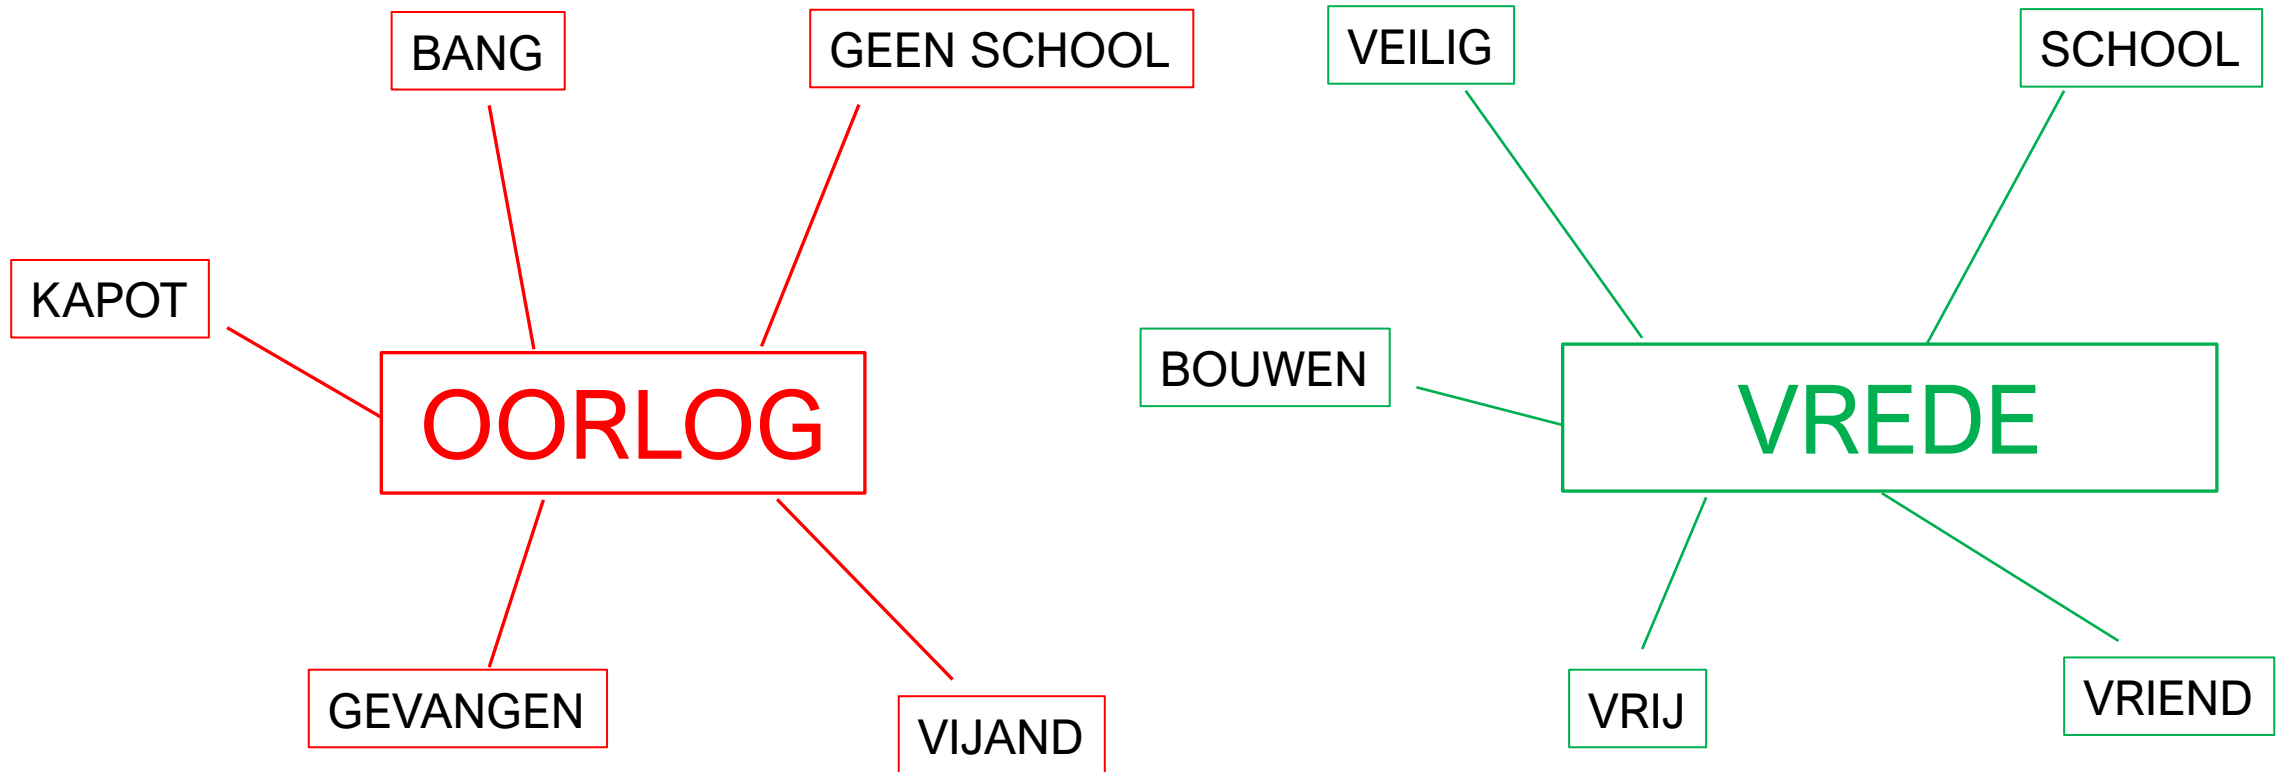 BANG
GEEN SCHOOL
KAPOT
OORLOG
GEVANGEN
VIJAND
VEILIG
SCHOOL
BOUWEN
VREDE
VRIJ
VRIEND